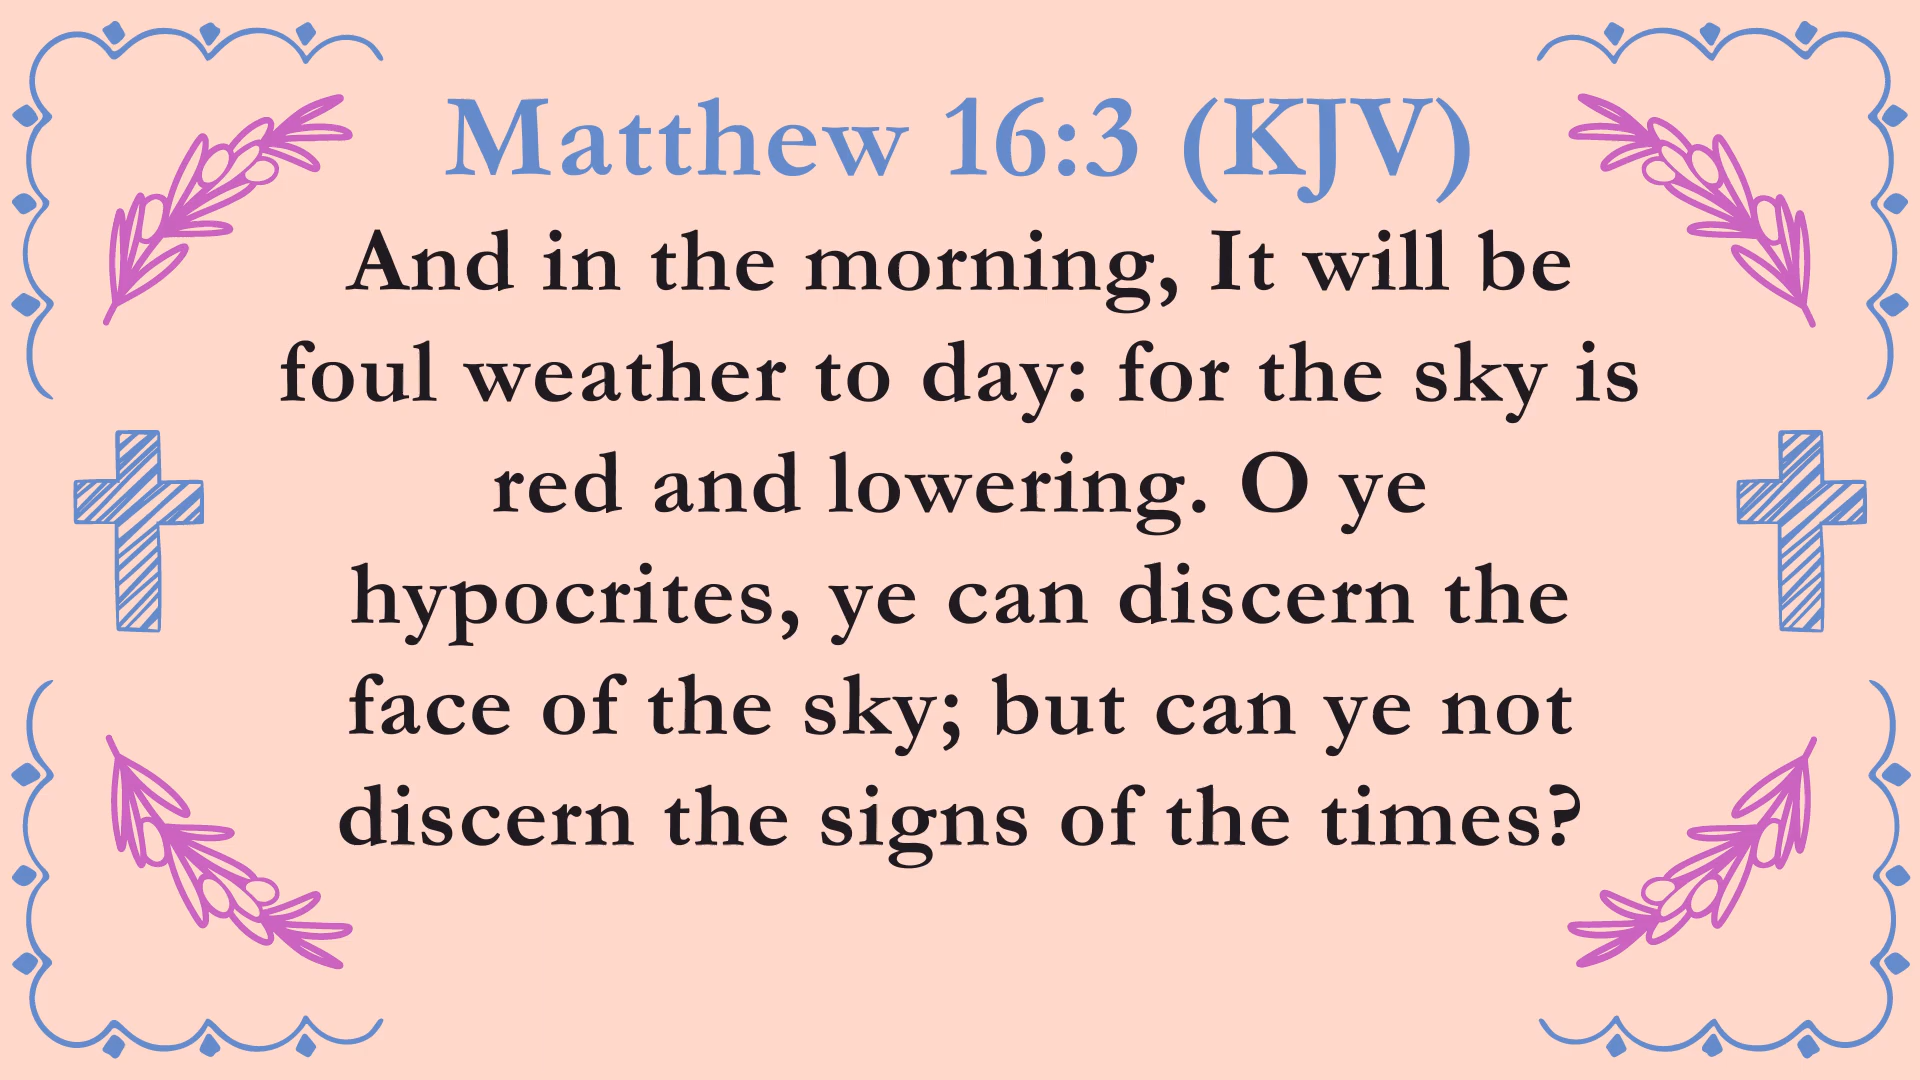 Matthew 16:3 (KJV)
And in the morning, It will be
foul weather to day: for the sky is
red and lowering. O ye
hypocrites, ye can discern the
face of the sky; but can ye not
discern the signs of the times?